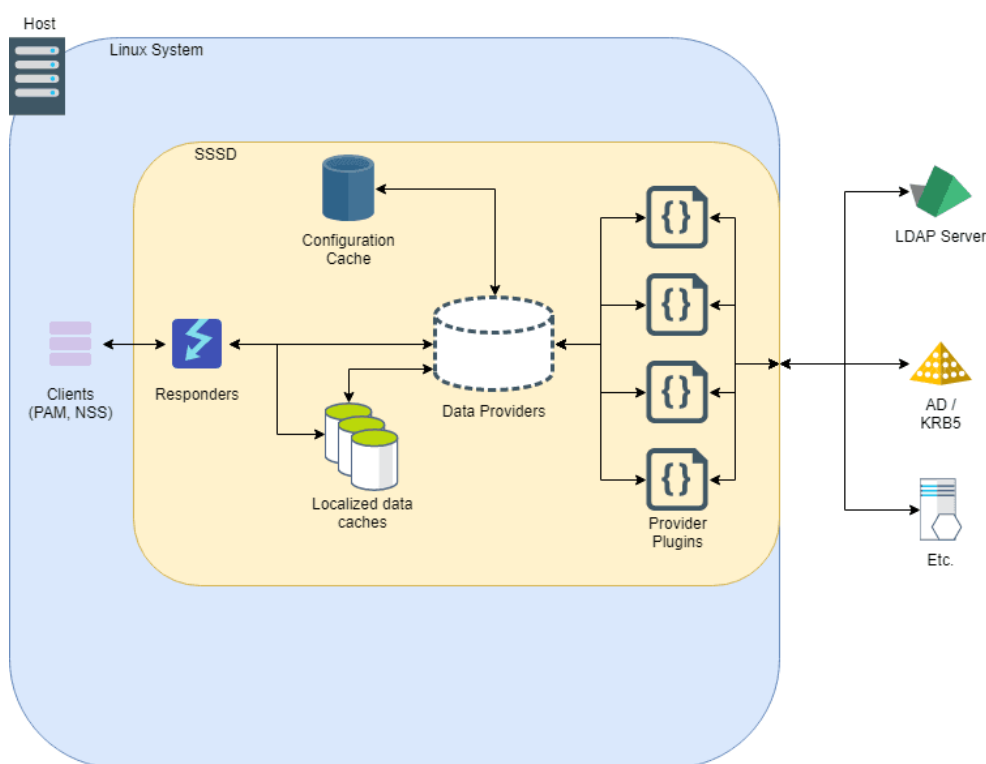 Host
Linux System
SSSD
Configuration
Cache
LDAP Server
Clients
(PAM, NSS)
Responders
Data Providers
AD /
KRB5
Localized data
caches
Provider
Plugins
Etc.
{}
{}
{}
{}